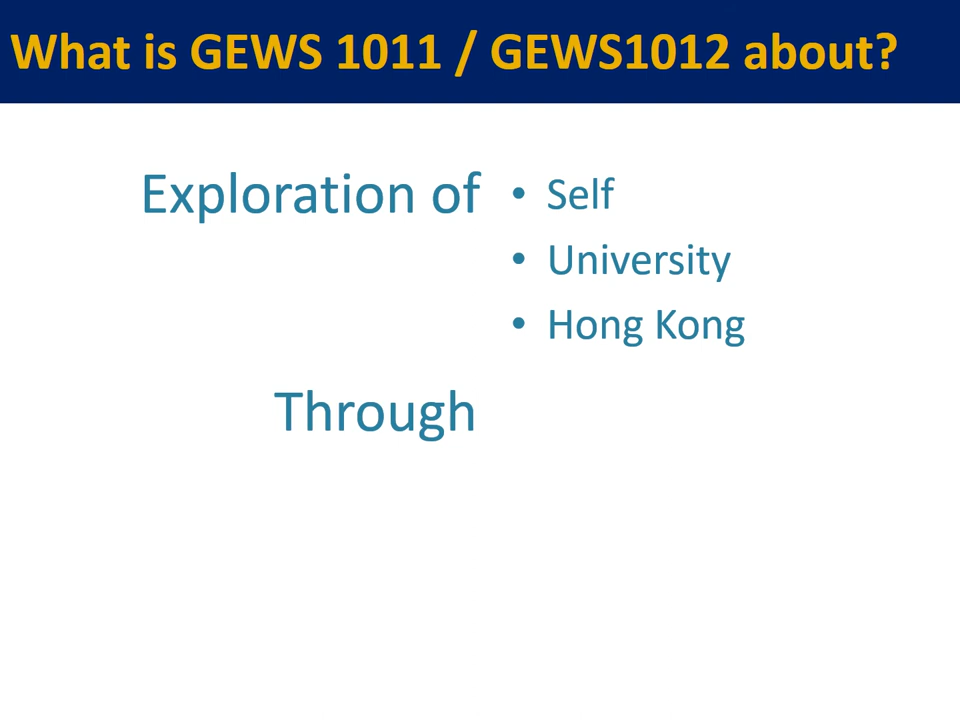 What is GEWS 1011 / GEWS1012 about?
Exploration of
• Self
• University
• Hong Kong
Through